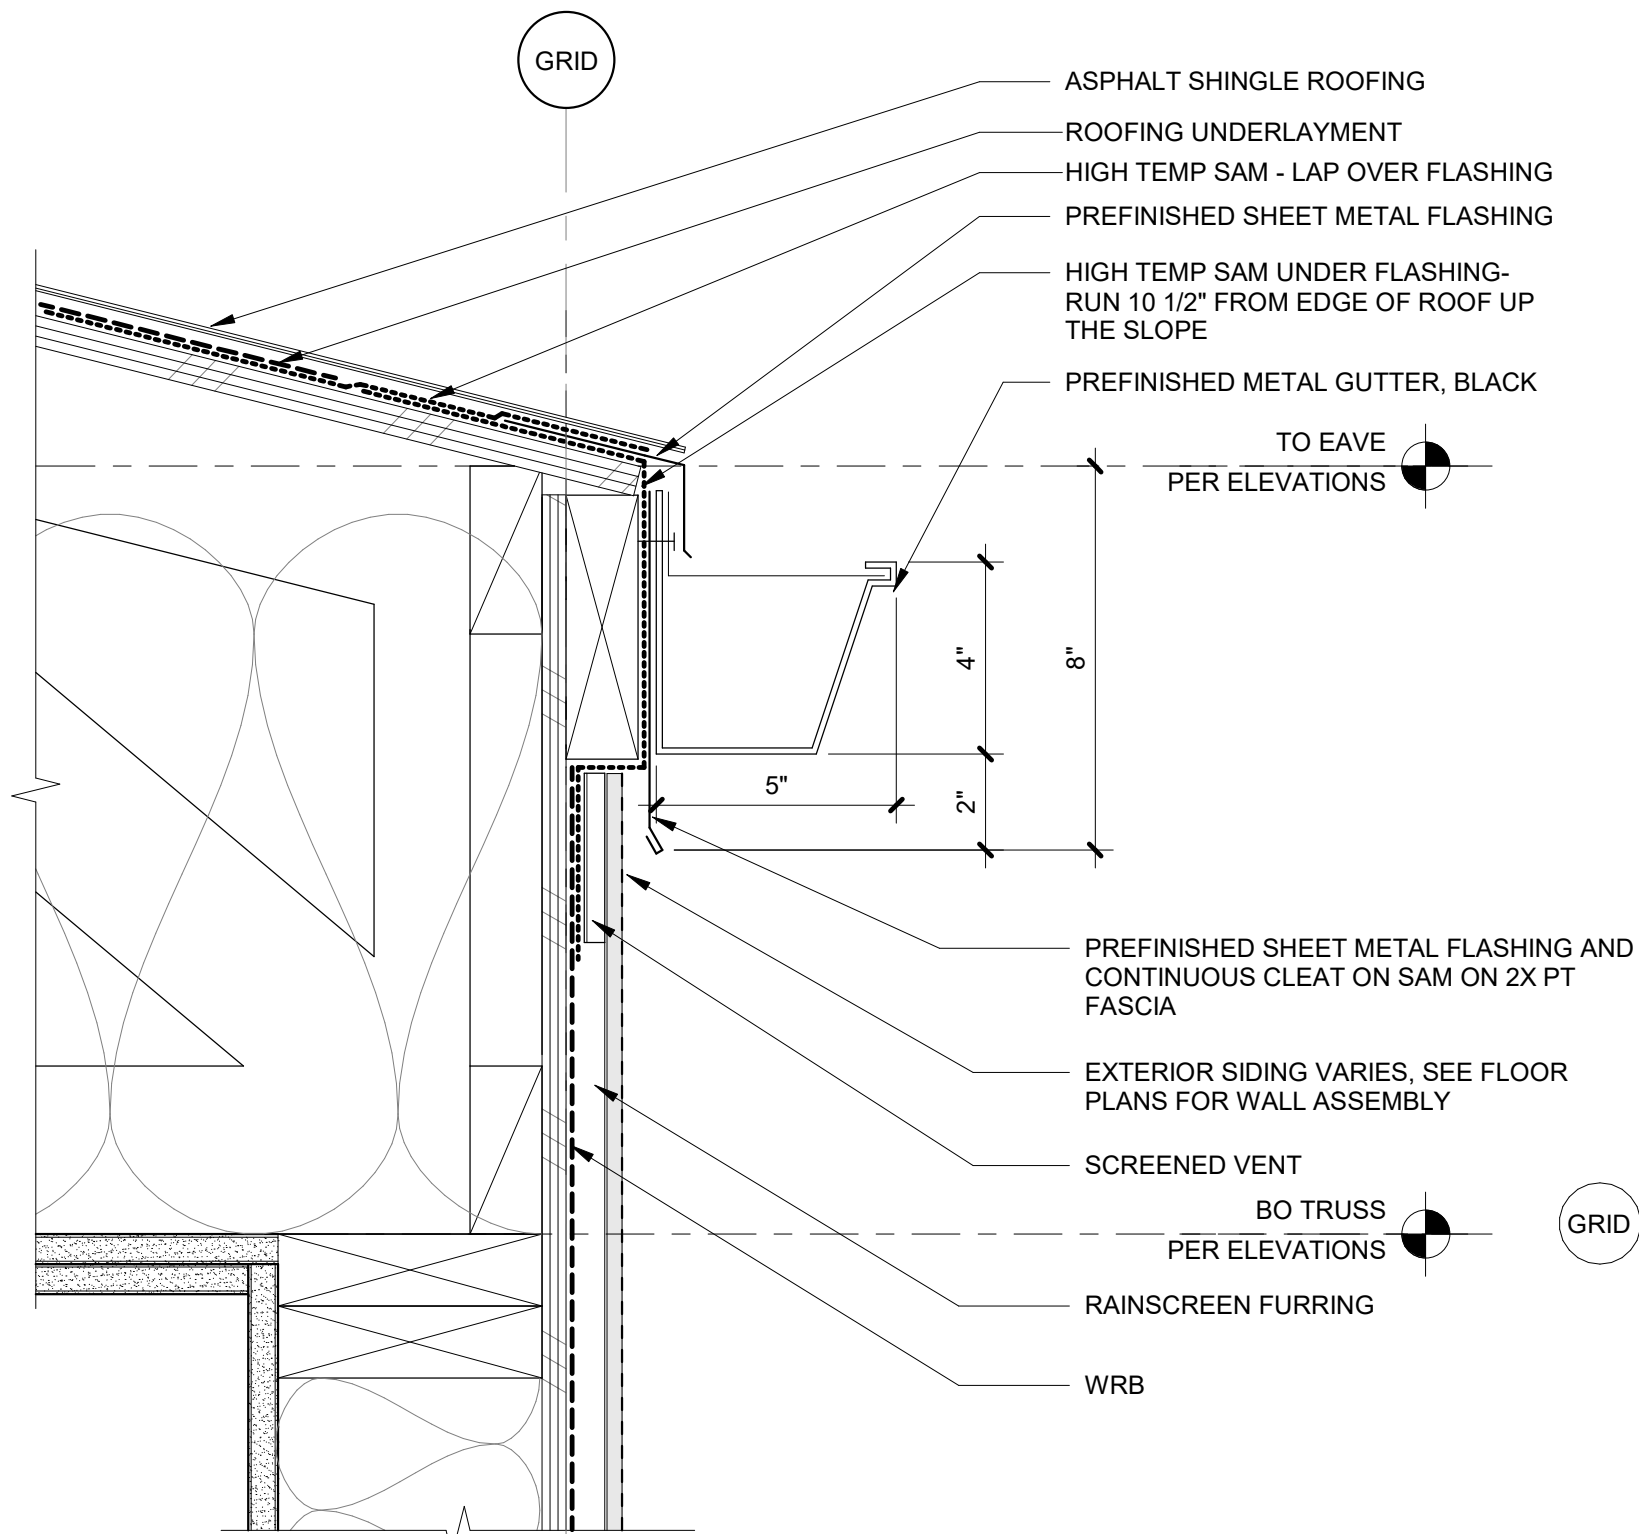 GRID
ASPHALT SHINGLE ROOFING
ROOFING UNDERLAYMENT
HIGH TEMP SAM - LAP OVER FLASHING
PREFINISHED SHEET METAL FLASHING
HIGH TEMP SAM UNDER FLASHING-
RUN 10 1/2" FROM EDGE OF ROOF UP
THE SLOPE
PREFINISHED METAL GUTTER, BLACK
TO EAVE
PER ELEVATIONS
4"
8"
5"
2"
PREFINISHED SHEET METAL FLASHING AND
CONTINUOUS CLEAT ON SAM ON 2X PT
FASCIA
EXTERIOR SIDING VARIES, SEE FLOOR
PLANS FOR WALL ASSEMBLY
SCREENED VENT
BO TRUSS
PER ELEVATIONS
GRID
RAINSCREEN FURRING
WRB